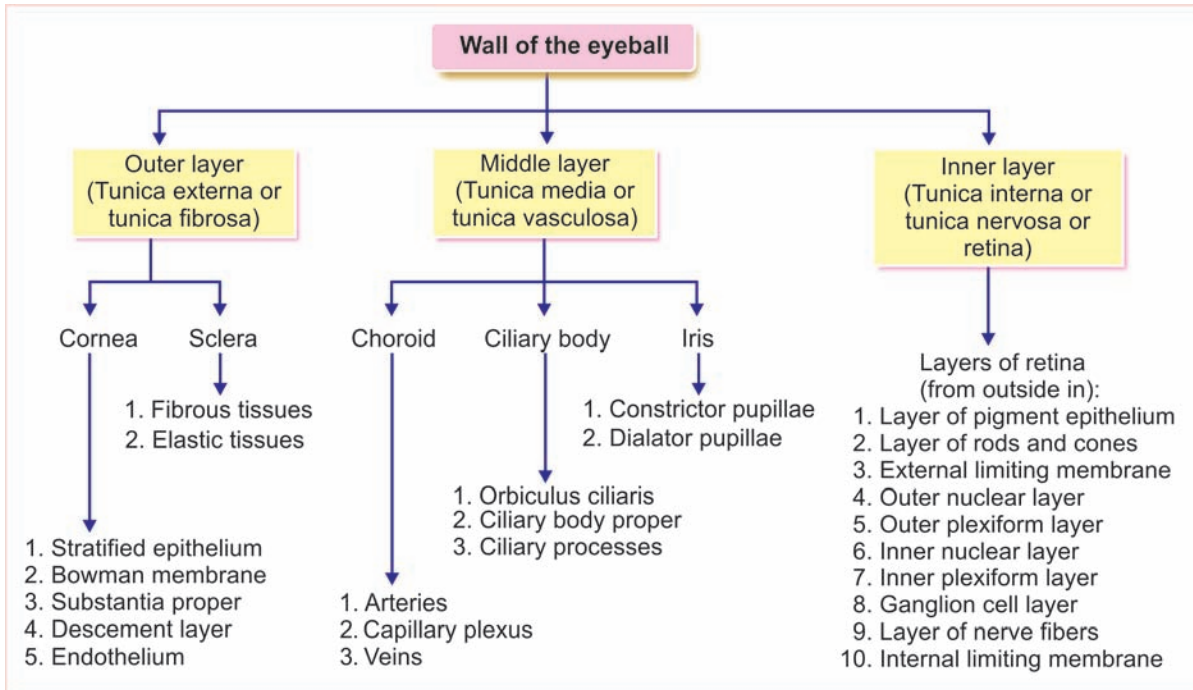 Wall of the eyeball
Outer layer
(Tunica externa or
tunica fibrosa)
Middle layer
(Tunica media or
tunica vasculosa)
Inner layer
(Tunica interna or
tunica nervosa or
retina)
Cornea
Sclera
Choroid
Ciliary body
Iris
1. Fibrous tissues
2. Elastic tissues
1. Constrictor pupillae
2. Dialator pupillae
1. Orbiculus ciliaris
2. Ciliary body proper
3. Ciliary processes
1. Stratified epithelium
2. Bowman membrane
3. Substantia proper
4. Descement layer
5. Endothelium
1. Arteries
2. Capillary plexus
3. Veins
Layers of retina
(from outside in):
1. Layer of pigment epithelium
2. Layer of rods and cones
3. External limiting membrane
4. Outer nuclear layer
5. Outer plexiform layer
6. Inner nuclear layer
7. Inner plexiform layer
8. Ganglion cell layer
9. Layer of nerve fibers
10. Internal limiting membrane